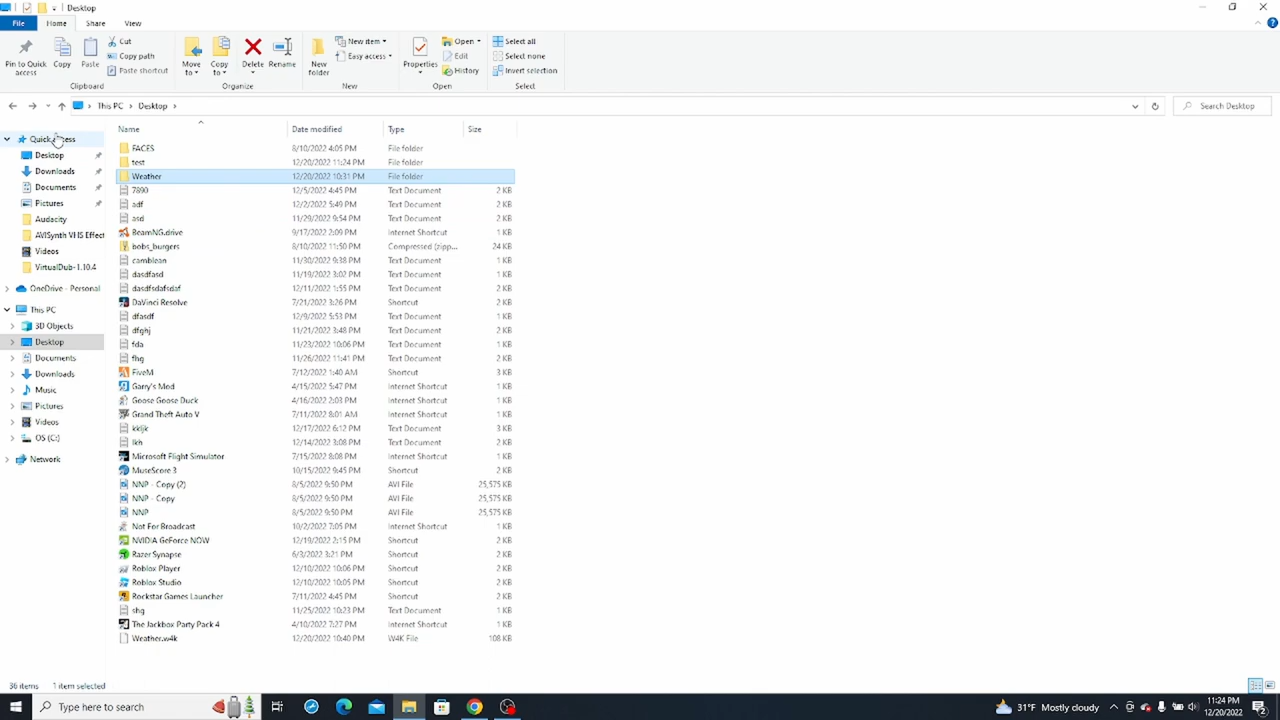 Desktop
File Home Share View
Pin to Quick access
Copy
Paste
Cut
Copy path
Paste shortcut
Clipboard
Move to
Copy to
Delete
Rename
Organize
New folder
New item
Easy access
New
Properties
Open
Edit
History
Open
Select all
Select none
Invert selection
Select
This PC Desktop
Search Desktop
Quick access
Desktop
Downloads
Documents
Pictures
Audacity
AVISynth VHS Effect
Videos
VirtualDub-1.10.4
OneDrive - Personal
This PC
3D Objects
Desktop
Documents
Downloads
Music
Pictures
Videos
OS (C:)
Network
Name Date modified Type Size
FACES 8/10/2022 4:05 PM File folder
test 12/20/2022 11:24 PM File folder
Weather 12/20/2022 10:31 PM File folder
7890 12/5/2022 4:45 PM Text Document 2 KB
adf 12/2/2022 5:49 PM Text Document 2 KB
asd 11/29/2022 9:54 PM Text Document 2 KB
BeamNG.drive 9/17/2022 2:09 PM Internet Shortcut 1 KB
bobs_burgers 8/10/2022 11:50 PM Compressed (zipp... 24 KB
camblean 11/30/2022 9:38 PM Text Document 1 KB
dasdfasd 11/19/2022 3:02 PM Text Document 2 KB
dasdfsdafsdaf 12/11/2022 1:55 PM Text Document 2 KB
DaVinci Resolve 7/21/2022 3:26 PM Shortcut 2 KB
dfasdf 12/9/2022 5:53 PM Text Document 1 KB
dfghj 11/21/2022 3:48 PM Text Document 2 KB
fda 11/23/2022 10:06 PM Text Document 1 KB
fhg 11/26/2022 11:41 PM Text Document 2 KB
FiveM 7/12/2022 1:40 AM Shortcut 3 KB
Garry's Mod 4/15/2022 5:47 PM Internet Shortcut 1 KB
Goose Goose Duck 4/16/2022 2:03 PM Internet Shortcut 1 KB
Grand Theft Auto V 7/11/2022 8:01 AM Internet Shortcut 1 KB
kkljk 12/17/2022 6:12 PM Text Document 3 KB
lkh 12/14/2022 3:08 PM Text Document 2 KB
Microsoft Flight Simulator 7/15/2022 8:08 PM Internet Shortcut 1 KB
MuseScore 3 10/15/2022 9:45 PM Shortcut 2 KB
NNP - Copy (2) 8/5/2022 9:50 PM AVI File 25,575 KB
NNP - Copy 8/5/2022 9:50 PM AVI File 25,575 KB
NNP 8/5/2022 9:50 PM AVI File 25,575 KB
Not For Broadcast 10/2/2022 7:05 PM Internet Shortcut 1 KB
NVIDIA GeForce NOW 12/19/2022 2:15 PM Shortcut 2 KB
Razer Synapse 6/3/2022 3:21 PM Shortcut 2 KB
Roblox Player 12/10/2022 10:06 PM Shortcut 2 KB
Roblox Studio 12/10/2022 10:05 PM Shortcut 2 KB
Rockstar Games Launcher 7/11/2022 4:45 PM Shortcut 2 KB
shg 11/25/2022 10:23 PM Text Document 1 KB
The Jackbox Party Pack 4 4/10/2022 7:27 PM Internet Shortcut 1 KB
Weather.w4k 12/20/2022 10:40 PM W4K File 108 KB
36 items 1 item selected
Type here to search
31°F Mostly cloudy
11:24 PM
12/20/2022
2